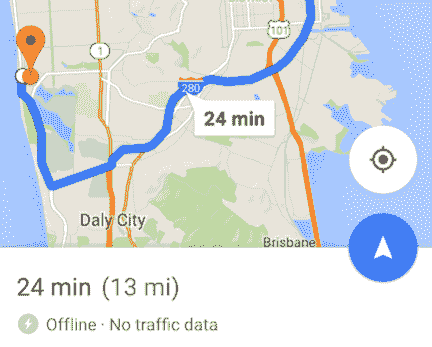 101
1
280
24 min
Daly City
Brisbane
24 min (13 mi)
Offline · No traffic data